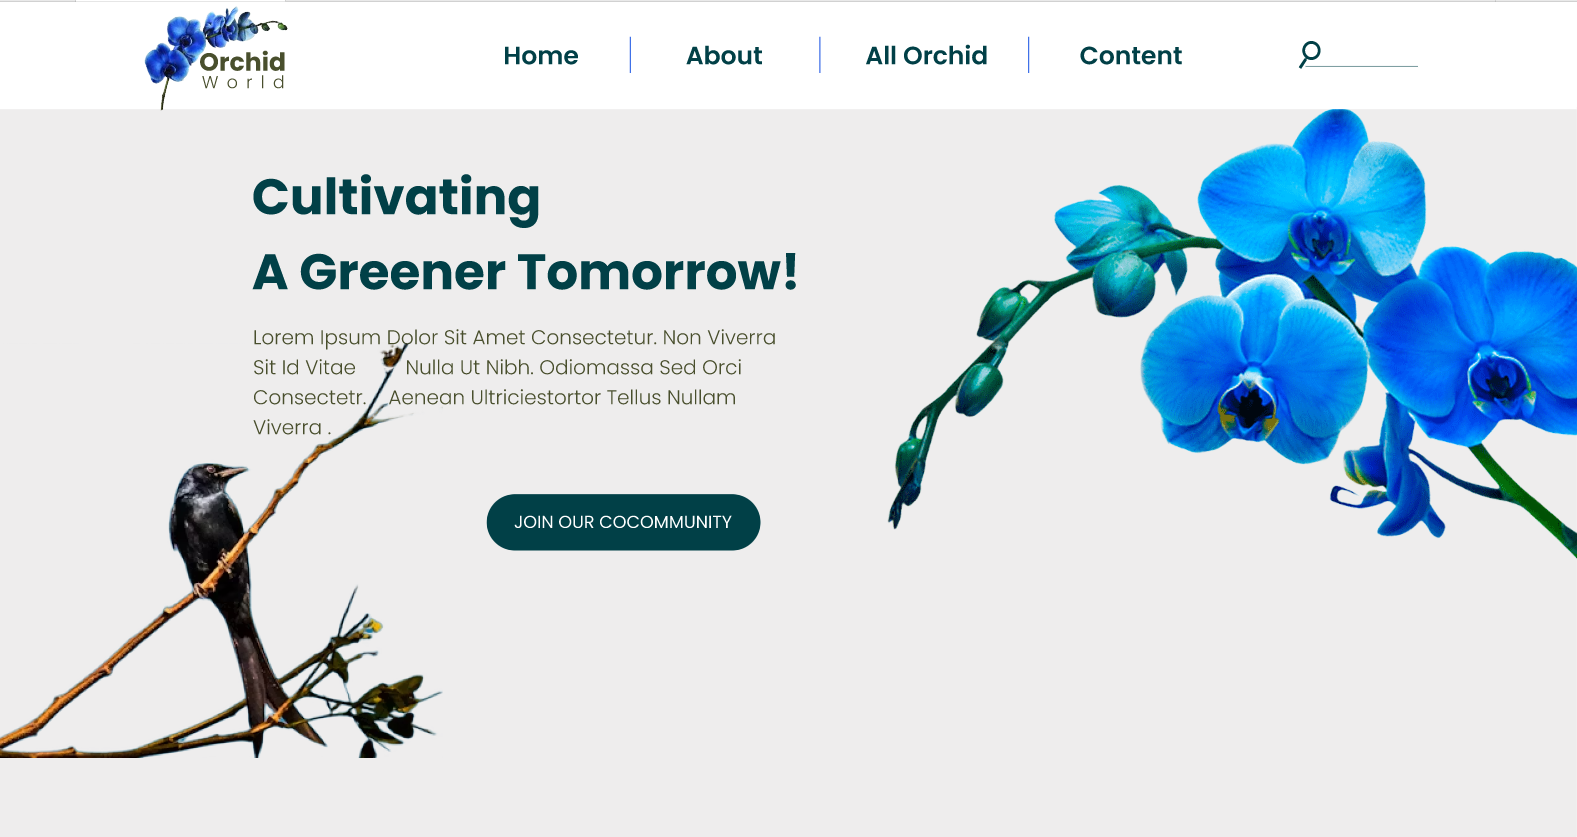 Orchid
World
Home
About
All Orchid
Content
Cultivating
A Greener Tomorrow!
Lorem Ipsum Dolor Sit Amet Consectetur. Non Viverra
Sit Id Vitae Nulla Ut Nibh. Odiomassa Sed Orci
Consectetr. Aenean Ultriciestortor Tellus Nullam
Viverra .
JOIN OUR COCOMMUNITY